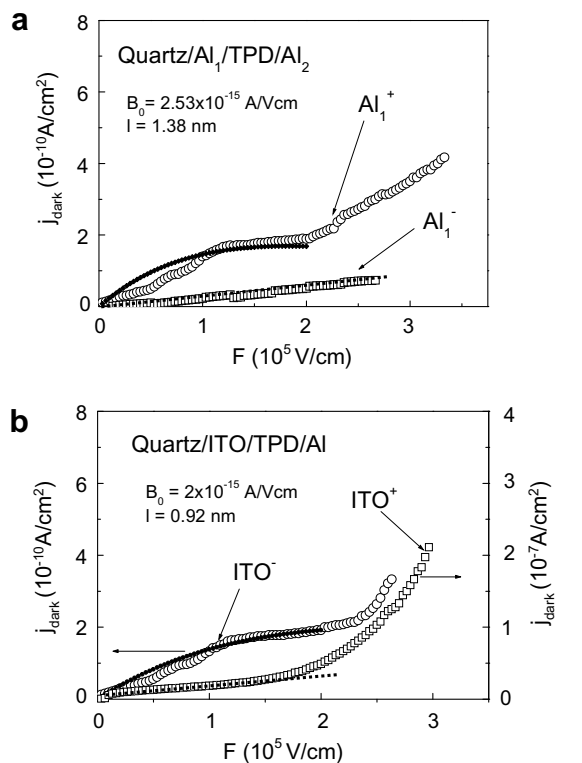 a
Quartz/Al₁/TPD/Al₂
B₀= 2.53x10⁻¹⁵ A/Vcm
l = 1.38 nm
Al₁⁺
Al₁⁻
8
6
4
2
0
j_dark (10⁻¹⁰A/cm²)
0 1 2 3
F (10⁵ V/cm)
b
Quartz/ITO/TPD/Al
B₀ = 2x10⁻¹⁵ A/Vcm
l = 0.92 nm
ITO⁺
ITO⁻
8
6
4
2
0
j_dark (10⁻¹⁰A/cm²)
4
3
2
1
0
j_dark (10⁻⁷A/cm²)
0 1 2 3
F (10⁵ V/cm)